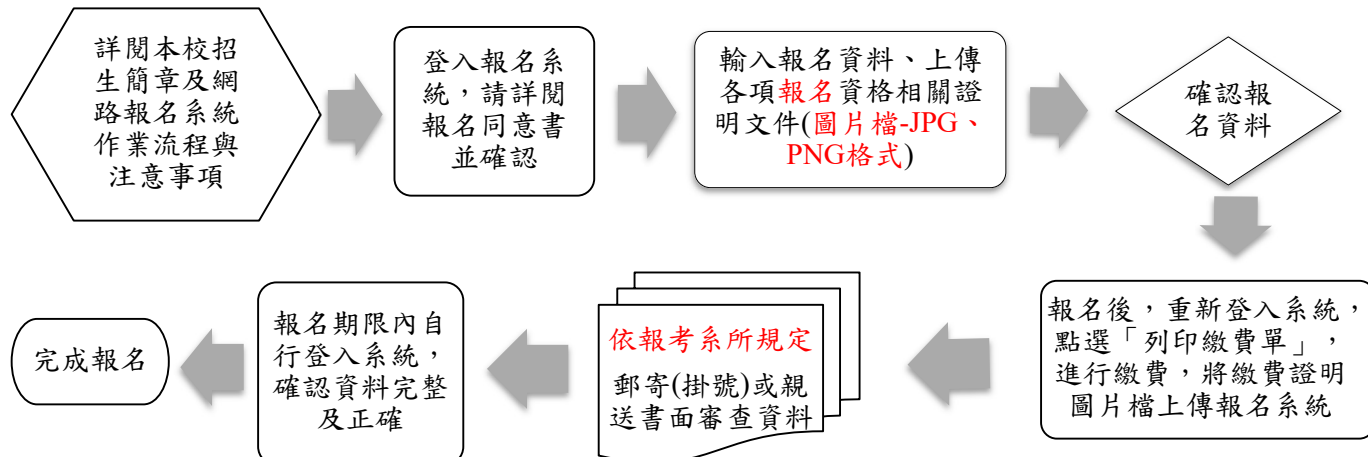 詳閱本校招
生簡章及網
路報名系統
作業流程與
注意事項
登入報名系
統，請詳閱
報名同意書
並確認
輸入報名資料、上傳
各項報名資格相關證
明文件(圖片檔-JPG、
PNG格式)
確認報
名資料
報名後，重新登入系統，
點選「列印繳費單」，
進行繳費，將繳費證明
圖片檔上傳報名系統
依報考系所規定
郵寄(掛號)或親
送書面審查資料
報名期限內自
行登入系統，
確認資料完整
及正確
完成報名